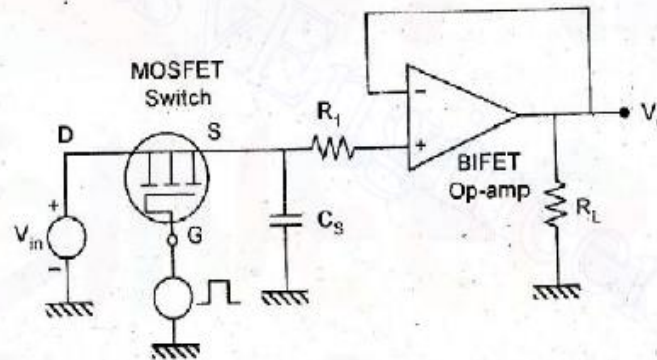 MOSFET
Switch
D
S
R1
−
+
V
BIFET
Op-amp
RL
+
Vin
−
G
CS